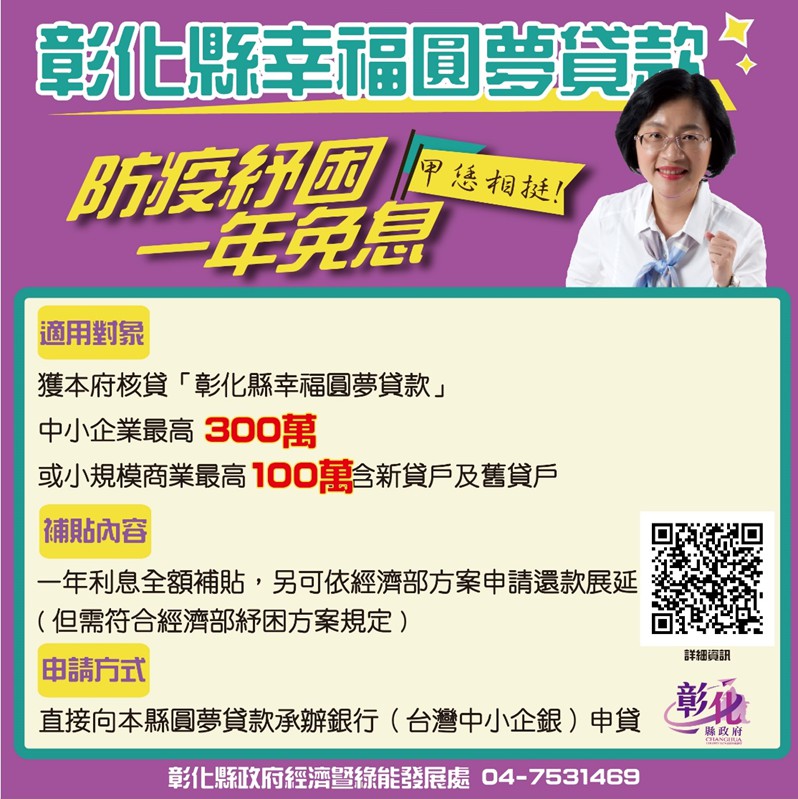 彰化縣幸福圓夢貸款
防疫紓困
甲恁相挺!
一年免息
適用對象
獲本府核貸「彰化縣幸福圓夢貸款」
中小企業最高 300萬
或小規模商業最高100萬含新貸戶及舊貸戶
補貼內容
一年利息全額補貼，另可依經濟部方案申請還款展延
(但需符合經濟部紓困方案規定)
詳細資訊
申請方式
直接向本縣圓夢貸款承辦銀行（台灣中小企銀）申貸
彰化
縣政府
CHANGHUA
彰化縣政府經濟暨綠能發展處 04-7531469